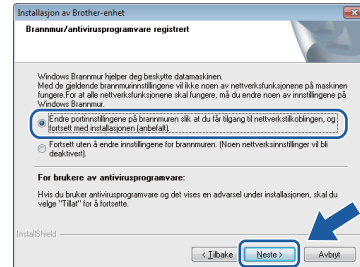 Installasjon av Brother-enhet
Brannmur/antivirusprogramvare registrert
Windows Brannmur hjelper deg beskytte datamaskinen.
Med de gjeldende brannmurinnstillingene vil ikke noen av nettverksfunksjonene på maskinen
fungere.For at alle nettverksfunksjonene skal fungere, må du endre noen av innstillingene på
Windows Brannmur.
Endre portinnstillingene på brannmuren slik at du får tilgang til nettverkstilkoblingen, og
fortsett med installasjonen (anbefalt).
Fortsett uten å endre innstillingene for brannmuren. (Noen nettverksinnstillinger vil bli
deaktivert).
For brukere av antivirusprogramvare:
Hvis du bruker antivirusprogramvare og det vises en advarsel under installasjonen, skal du
velge "Tillat" for å fortsette.
InstallShield
< Tilbake Neste > Avbryt